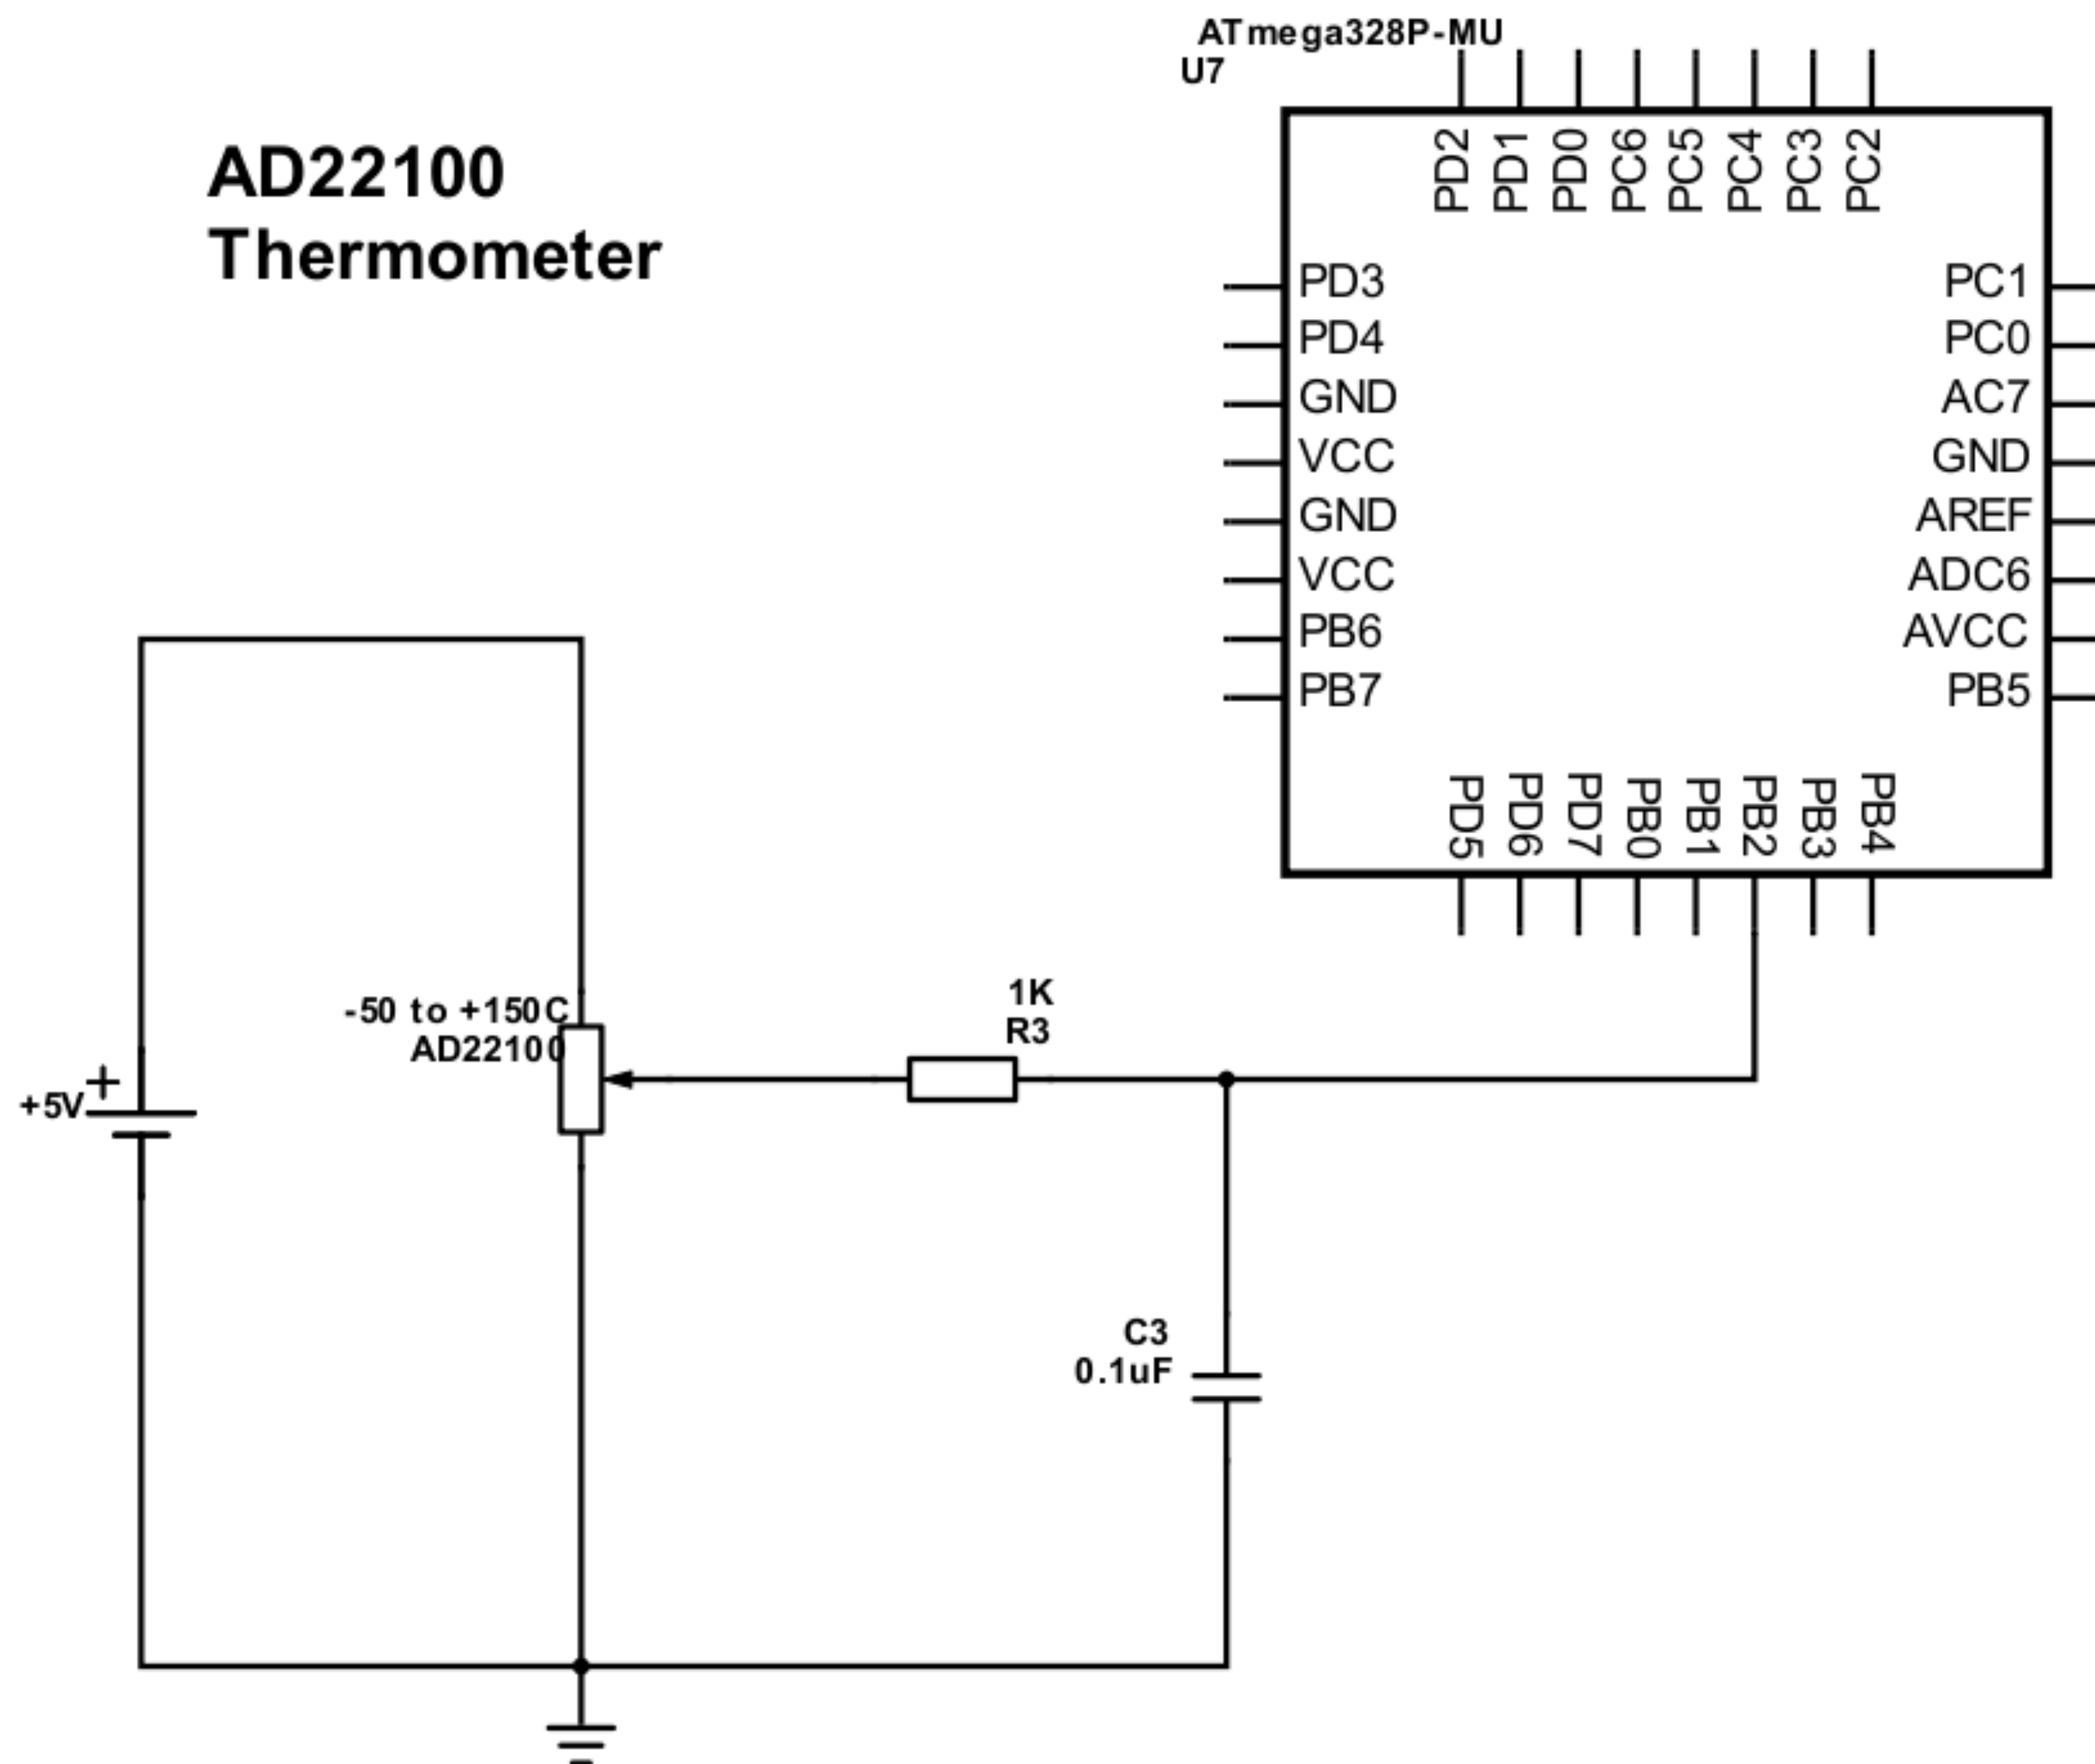 ATmega328P-MU
U7
AD22100
Thermometer
PD2 PD1 PD0 PC6 PC5 PC4 PC3 PC2
PD3
PD4
GND
VCC
GND
VCC
PB6
PB7
PC1
PC0
AC7
GND
AREF
ADC6
AVCC
PB5
PD5 PD6 PD7 PB0 PB1 PB2 PB3 PB4
-50 to +150C
AD22100
+
+5V
1K
R3
C3
0.1uF